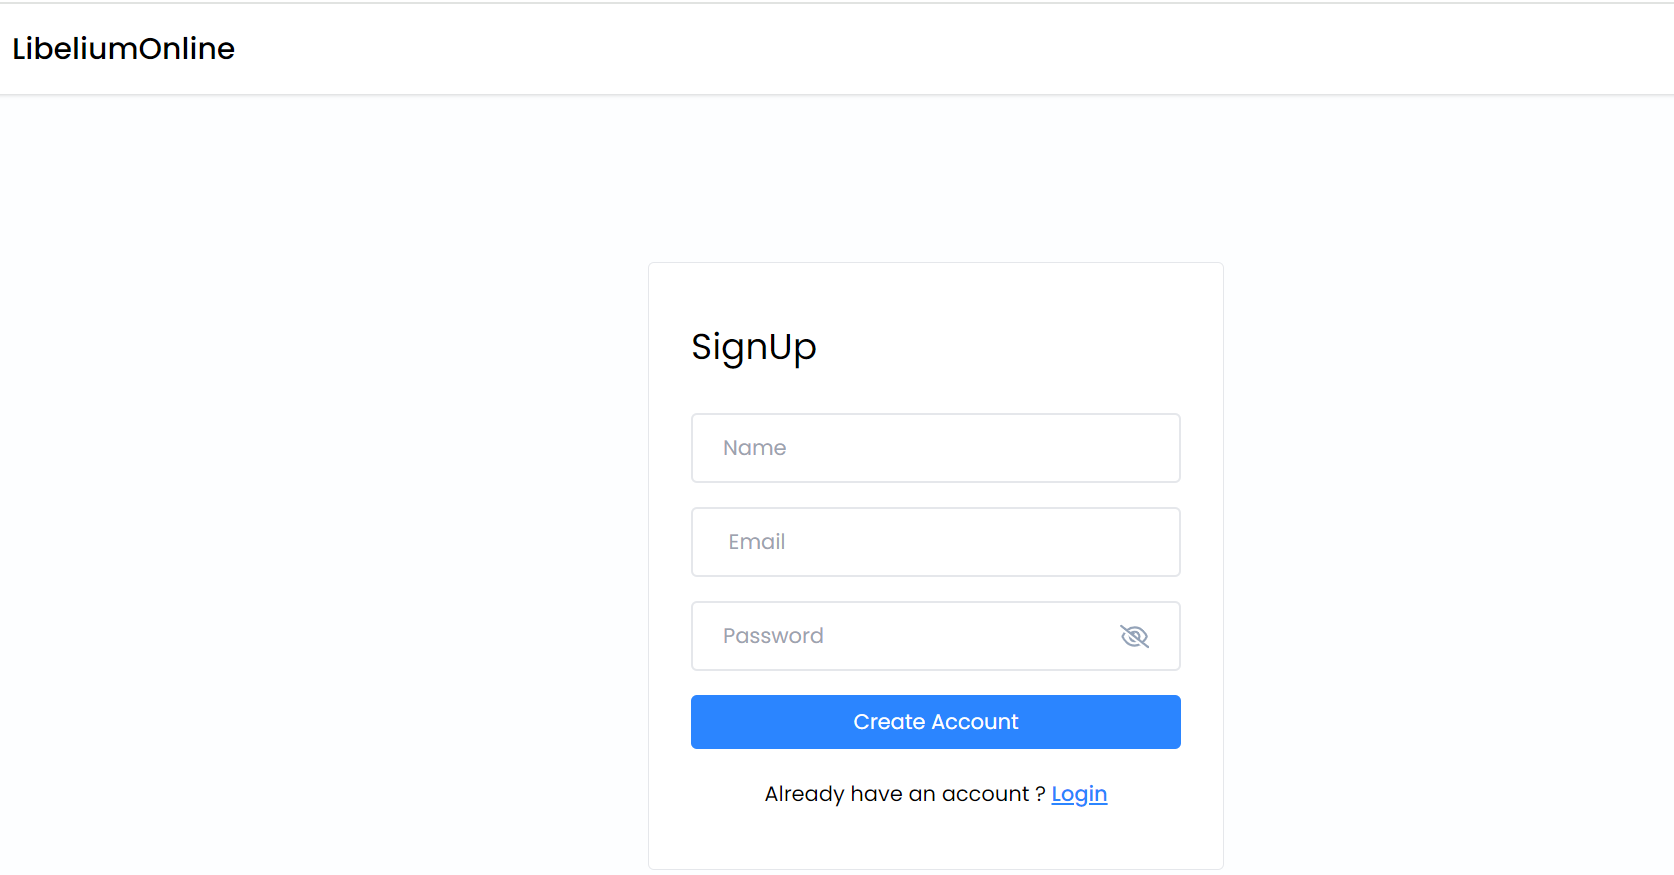 LibeliumOnline
SignUp
Name
Email
Password
Create Account
Already have an account ? Login